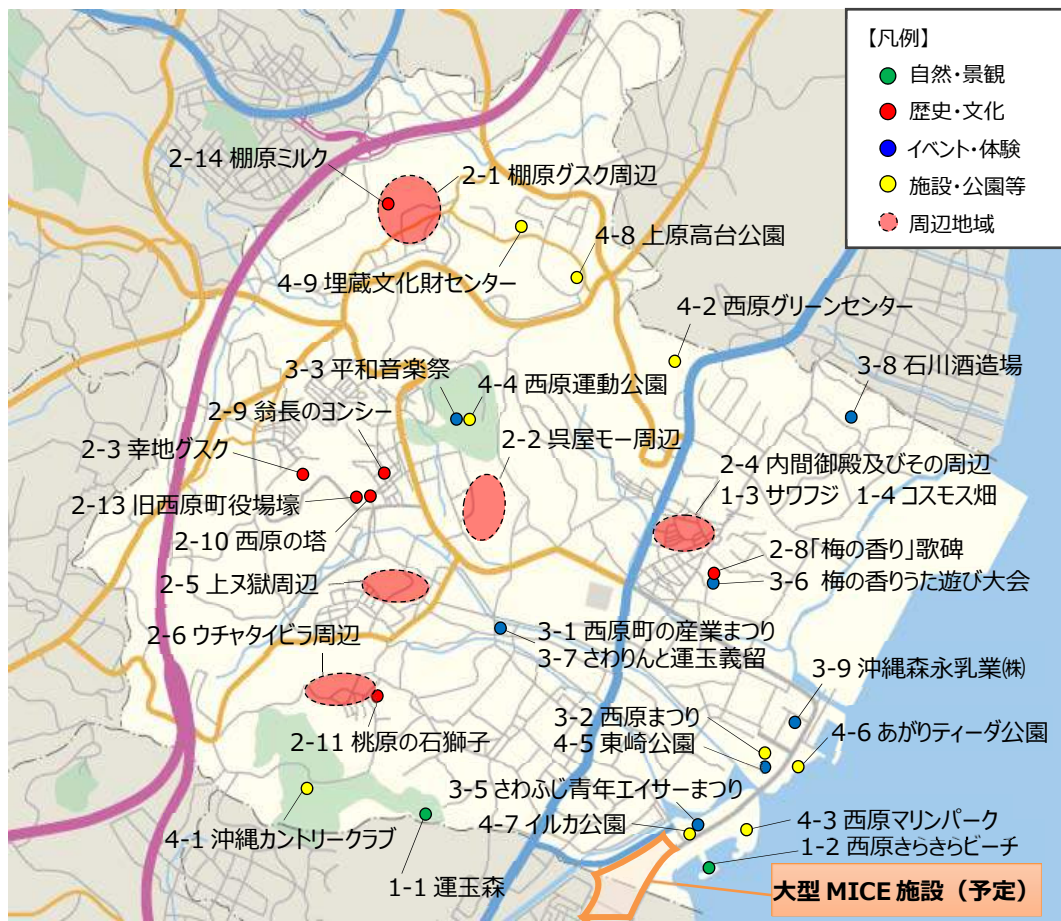 【凡例】
自然・景観
歴史・文化
イベント・体験
施設・公園等
周辺地域
2-14 棚原ミルク
2-1 棚原グスク周辺
4-8 上原高台公園
4-9 埋蔵文化財センター
4-2 西原グリーンセンター
3-3 平和音楽祭
4-4 西原運動公園
3-8 石川酒造場
2-9 翁長のヨンシー
2-2 呉屋モー周辺
2-3 幸地グスク
2-4 内間御殿及びその周辺
1-3 サワフジ 1-4 コスモス畑
2-13 旧西原町役場壕
2-10 西原の塔
2-8「梅の香り」歌碑
3-6 梅の香りうた遊び大会
2-5 上ヌ獄周辺
2-6 ウチャタイビラ周辺
3-1 西原町の産業まつり
3-7 さわりんと運玉義留
3-9 沖縄森永乳業㈱
3-2 西原まつり
4-5 東崎公園
4-6 あがりティーダ公園
2-11 桃原の石獅子
3-5 さわふじ青年エイサーまつり
4-7 イルカ公園
4-3 西原マリンパーク
4-1 沖縄カントリークラブ
1-2 西原きらきらビーチ
1-1 運玉森
大型 MICE 施設（予定）